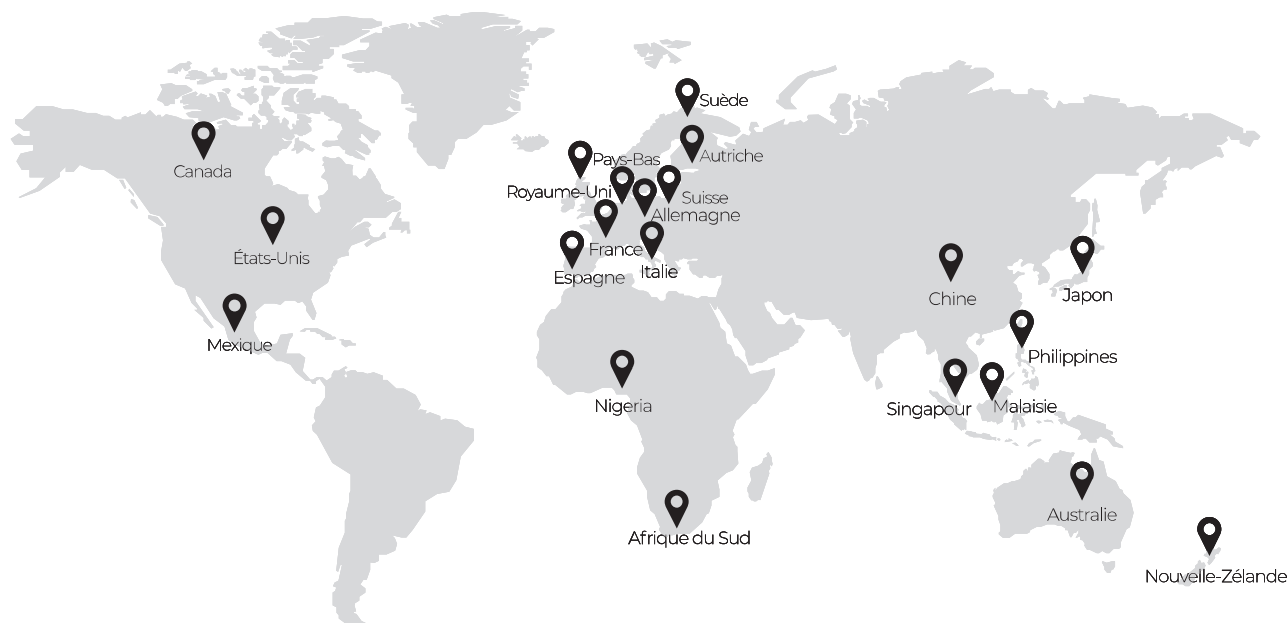 Suède
Pays-Bas
Autriche
Canada
Royaume-Uni
Suisse
Allemagne
France
États-Unis
Italie
Espagne
Chine
Japon
Mexique
Philippines
Nigeria
Singapour
Malaisie
Australie
Afrique du Sud
Nouvelle-Zélande